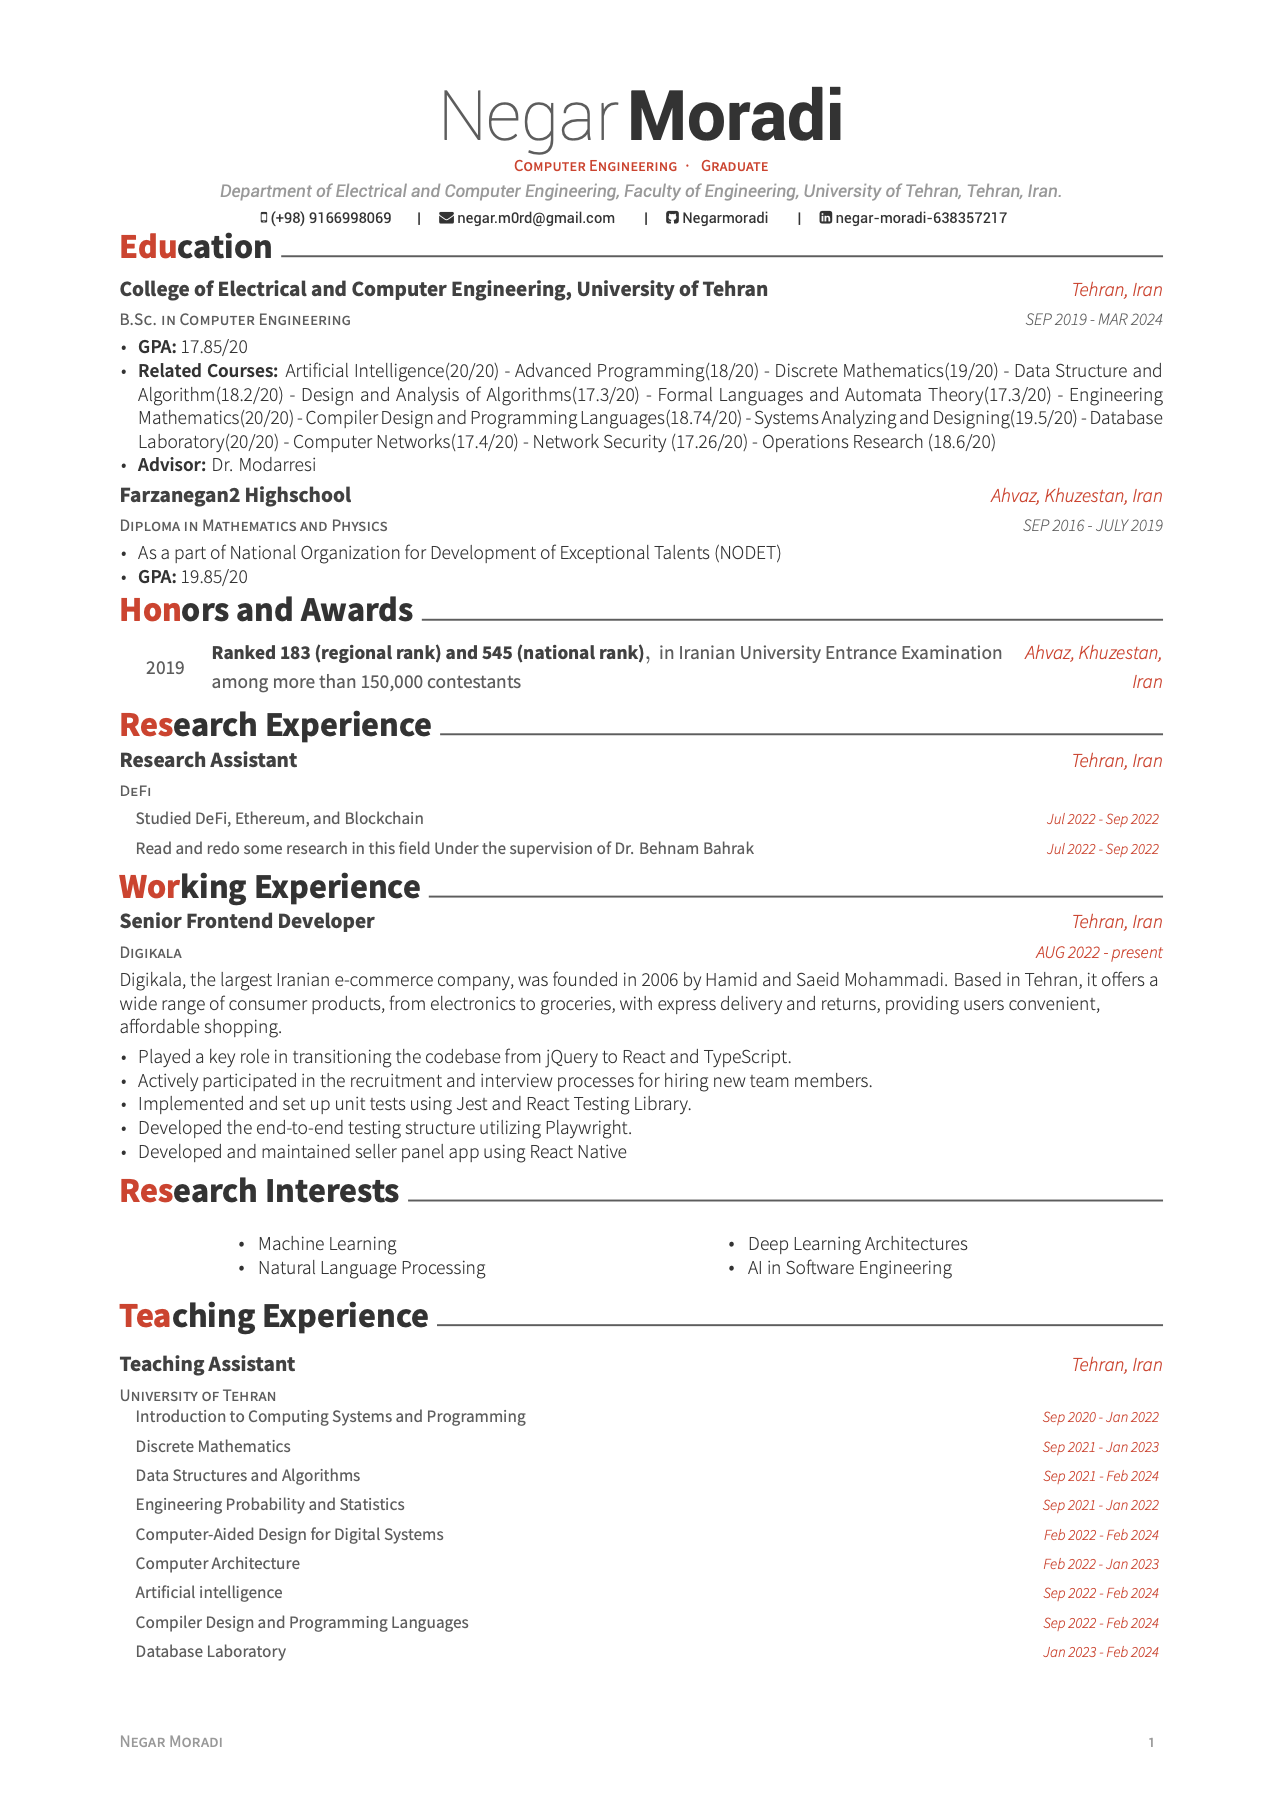 Negar Moradi
Computer Engineering · Graduate
Department of Electrical and Computer Engineering, Faculty of Engineering, University of Tehran, Tehran, Iran.
(+98) 9166998069 | negar.m0rd@gmail.com | Negarmoradi | negar-moradi-638357217
Education
College of Electrical and Computer Engineering, University of Tehran Tehran, Iran
B.Sc. in Computer Engineering SEP 2019 - MAR 2024
• GPA: 17.85/20
• Related Courses: Artificial Intelligence(20/20) - Advanced Programming(18/20) - Discrete Mathematics(19/20) - Data Structure and
Algorithm(18.2/20) - Design and Analysis of Algorithms(17.3/20) - Formal Languages and Automata Theory(17.3/20) - Engineering
Mathematics(20/20) - Compiler Design and Programming Languages(18.74/20) - Systems Analyzing and Designing(19.5/20) - Database
Laboratory(20/20) - Computer Networks(17.4/20) - Network Security (17.26/20) - Operations Research (18.6/20)
• Advisor: Dr. Modarresi
Farzanegan2 Highschool Ahvaz, Khuzestan, Iran
Diploma in Mathematics and Physics SEP 2016 - JULY 2019
• As a part of National Organization for Development of Exceptional Talents (NODET)
• GPA: 19.85/20
Honors and Awards
2019 Ranked 183 (regional rank) and 545 (national rank), in Iranian University Entrance Examination Ahvaz, Khuzestan,
among more than 150,000 contestants Iran
Research Experience
Research Assistant Tehran, Iran
DeFi
Studied DeFi, Ethereum, and Blockchain Jul 2022 - Sep 2022
Read and redo some research in this field Under the supervision of Dr. Behnam Bahrak Jul 2022 - Sep 2022
Working Experience
Senior Frontend Developer Tehran, Iran
Digikala AUG 2022 - present
Digikala, the largest Iranian e-commerce company, was founded in 2006 by Hamid and Saeid Mohammadi. Based in Tehran, it offers a
wide range of consumer products, from electronics to groceries, with express delivery and returns, providing users convenient,
affordable shopping.
• Played a key role in transitioning the codebase from jQuery to React and TypeScript.
• Actively participated in the recruitment and interview processes for hiring new team members.
• Implemented and set up unit tests using Jest and React Testing Library.
• Developed the end-to-end testing structure utilizing Playwright.
• Developed and maintained seller panel app using React Native
Research Interests
• Machine Learning • Deep Learning Architectures
• Natural Language Processing • AI in Software Engineering
Teaching Experience
Teaching Assistant Tehran, Iran
University of Tehran
Introduction to Computing Systems and Programming Sep 2020 - Jan 2022
Discrete Mathematics Sep 2021 - Jan 2023
Data Structures and Algorithms Sep 2021 - Feb 2024
Engineering Probability and Statistics Sep 2021 - Jan 2022
Computer-Aided Design for Digital Systems Feb 2022 - Feb 2024
Computer Architecture Feb 2022 - Jan 2023
Artificial intelligence Sep 2022 - Feb 2024
Compiler Design and Programming Languages Sep 2022 - Feb 2024
Database Laboratory Jan 2023 - Feb 2024
Negar Moradi 1